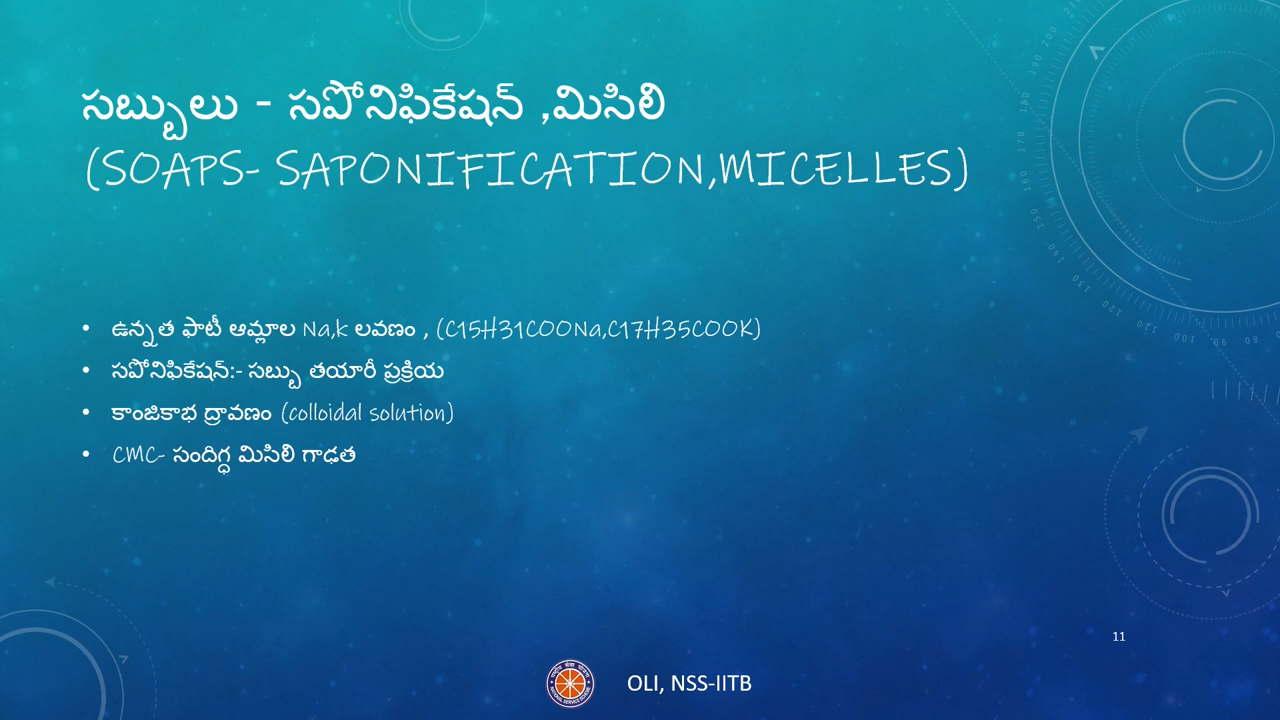 సబ్బులు - సపోనిఫికేషన్ ,మిసిలి
(SOAPS- SAPONIFICATION,MICELLES)
• ఉన్నత ఫాటీ ఆమ్లాల Na,k లవణం , (C15H31COONa,C17H35COOK)
• సపోనిఫికేషన్:- సబ్బు తయారీ ప్రక్రియ
• కాంజికాభ ద్రావణం (colloidal solution)
• CMC- సందిగ్ధ మిసిలి గాఢత
11
OLI, NSS-IITB